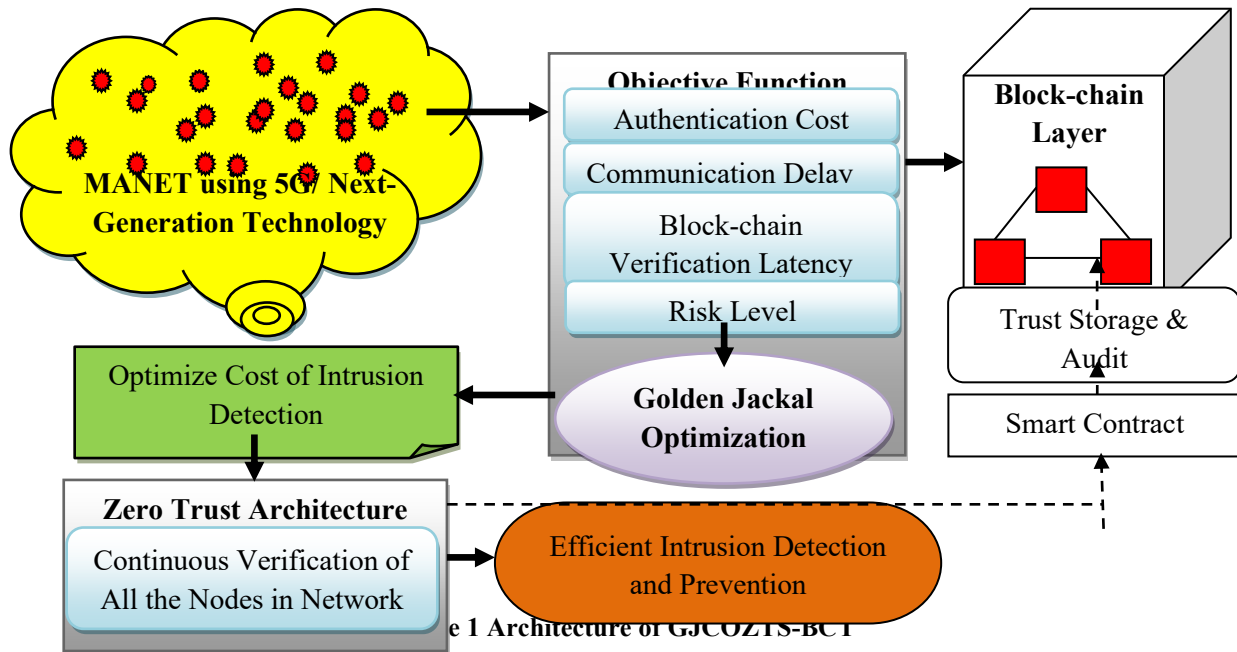 MANET using 5G/ Next-
Generation Technology
Objective Function
Authentication Cost
Communication Delay
Block-chain
Verification Latency
Risk Level
Golden Jackal
Optimization
Block-chain
Layer
Trust Storage &
Audit
Smart Contract
Optimize Cost of Intrusion
Detection
Zero Trust Architecture
Continuous Verification of
All the Nodes in Network
Efficient Intrusion Detection
and Prevention
e 1 Architecture of GJCOZTS-BCT